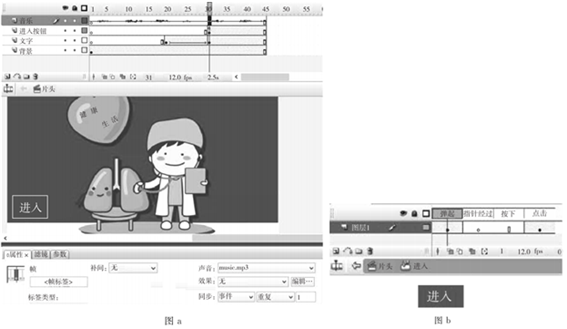 1 5 10 15 20 25 30 35 40 45 50
音乐
进入按钮
文字
背景
31 12.0 fps 2.5s
片头
健康
生活
进入
属性 × 滤镜 参数
帧
<帧标签>
标签类型:
补间: 无
声音: music.mp3
效果: 无 编辑…
同步: 事件 重复 1
图 a
弹起 指针经过 按下 点击
图层1
1 12.0 fps
片头 进入
进入
图 b